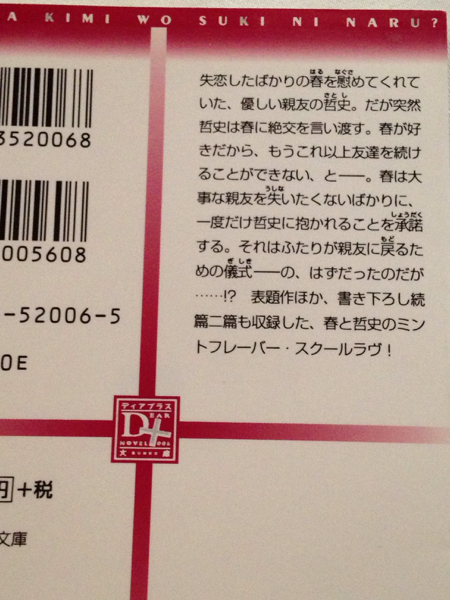 A KIMI WO SUKI NI NARU?
失恋したばかりの春を慰めてくれて
いた、優しい親友の哲史。だが突然
哲史は春に絶交を言い渡す。春が好
きだから、もうこれ以上友達を続け
ることができない、と――。春は大
事な親友を失いたくないばかりに、
一度だけ哲史に抱かれることを承諾
する。それはふたりが親友に戻るた
めの儀式――の、はずだったのだが
……!? 表題作ほか、書き下ろし続
篇二篇も収録した、春と哲史のミン
トフレーバー・スクールラヴ！
3520068
005608
-52006-5
0E
ディアプラス
DEAR+
NOVEL
文庫
BUNKO
円+税
文庫